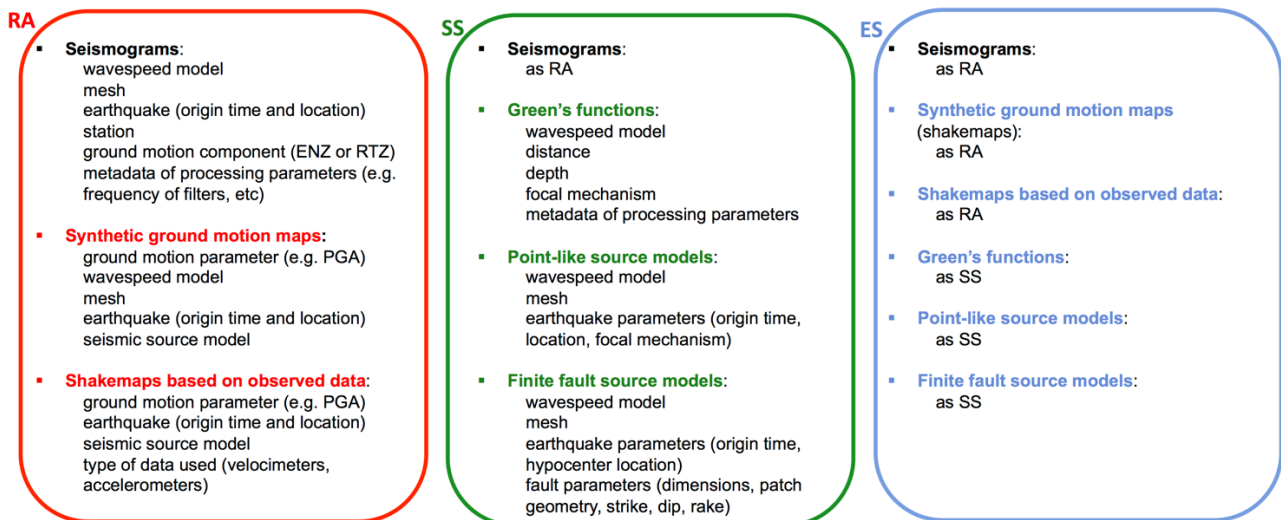 RA
▪ Seismograms:
wavespeed model
mesh
earthquake (origin time and location)
station
ground motion component (ENZ or RTZ)
metadata of processing parameters (e.g.
frequency of filters, etc)
▪ Synthetic ground motion maps:
ground motion parameter (e.g. PGA)
wavespeed model
mesh
earthquake (origin time and location)
seismic source model
▪ Shakemaps based on observed data:
ground motion parameter (e.g. PGA)
earthquake (origin time and location)
seismic source model
type of data used (velocimeters,
accelerometers)
SS
▪ Seismograms:
as RA
▪ Green's functions:
wavespeed model
distance
depth
focal mechanism
metadata of processing parameters
▪ Point-like source models:
wavespeed model
mesh
earthquake parameters (origin time,
location, focal mechanism)
▪ Finite fault source models:
wavespeed model
mesh
earthquake parameters (origin time,
hypocenter location)
fault parameters (dimensions, patch
geometry, strike, dip, rake)
ES
▪ Seismograms:
as RA
▪ Synthetic ground motion maps
(shakemaps):
as RA
▪ Shakemaps based on observed data:
as RA
▪ Green's functions:
as SS
▪ Point-like source models:
as SS
▪ Finite fault source models:
as SS